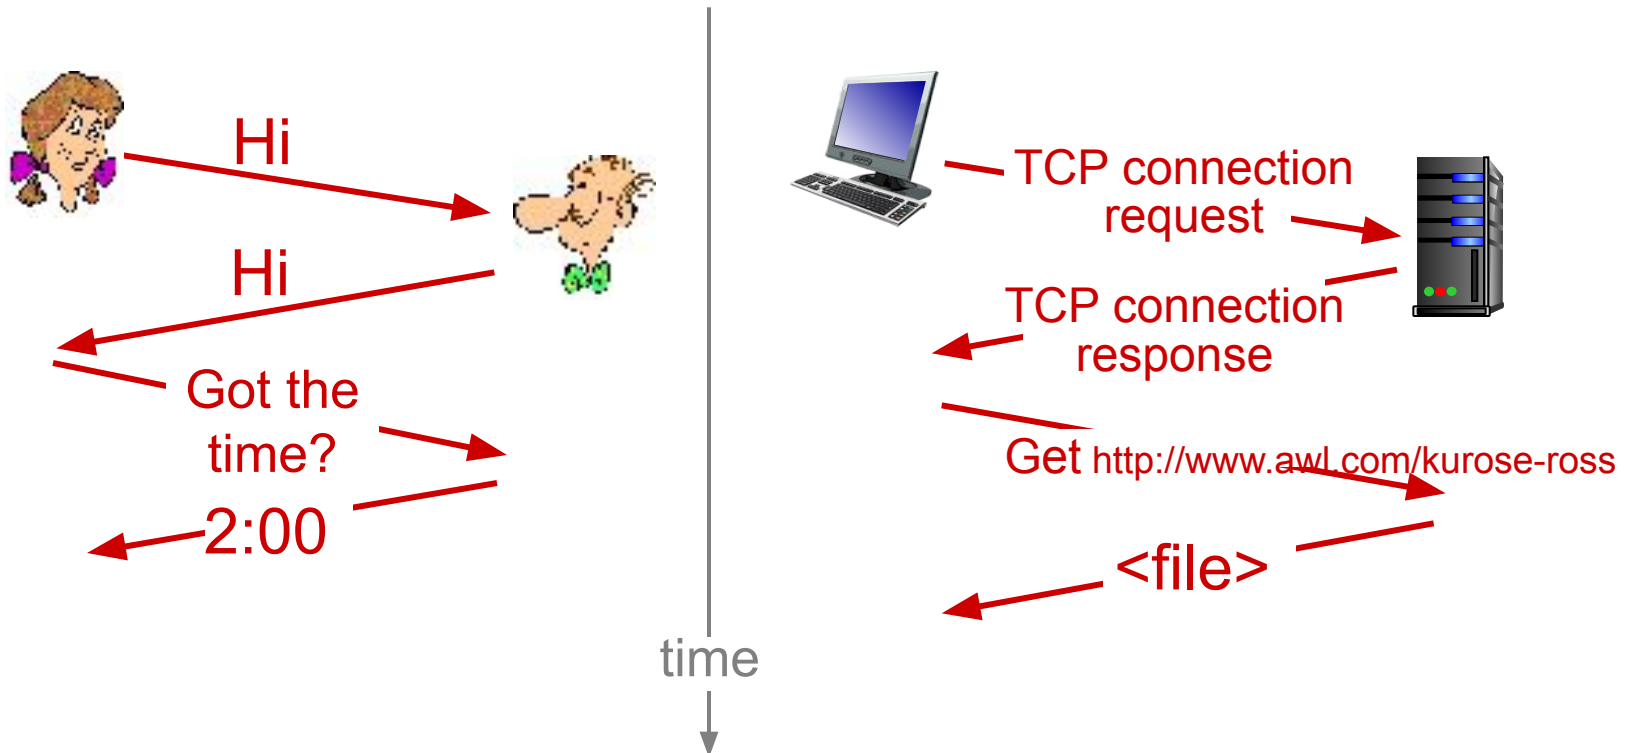 Hi
Hi
Got the
time?
2:00
time
TCP connection
request
TCP connection
response
Get http://www.awl.com/kurose-ross
<file>